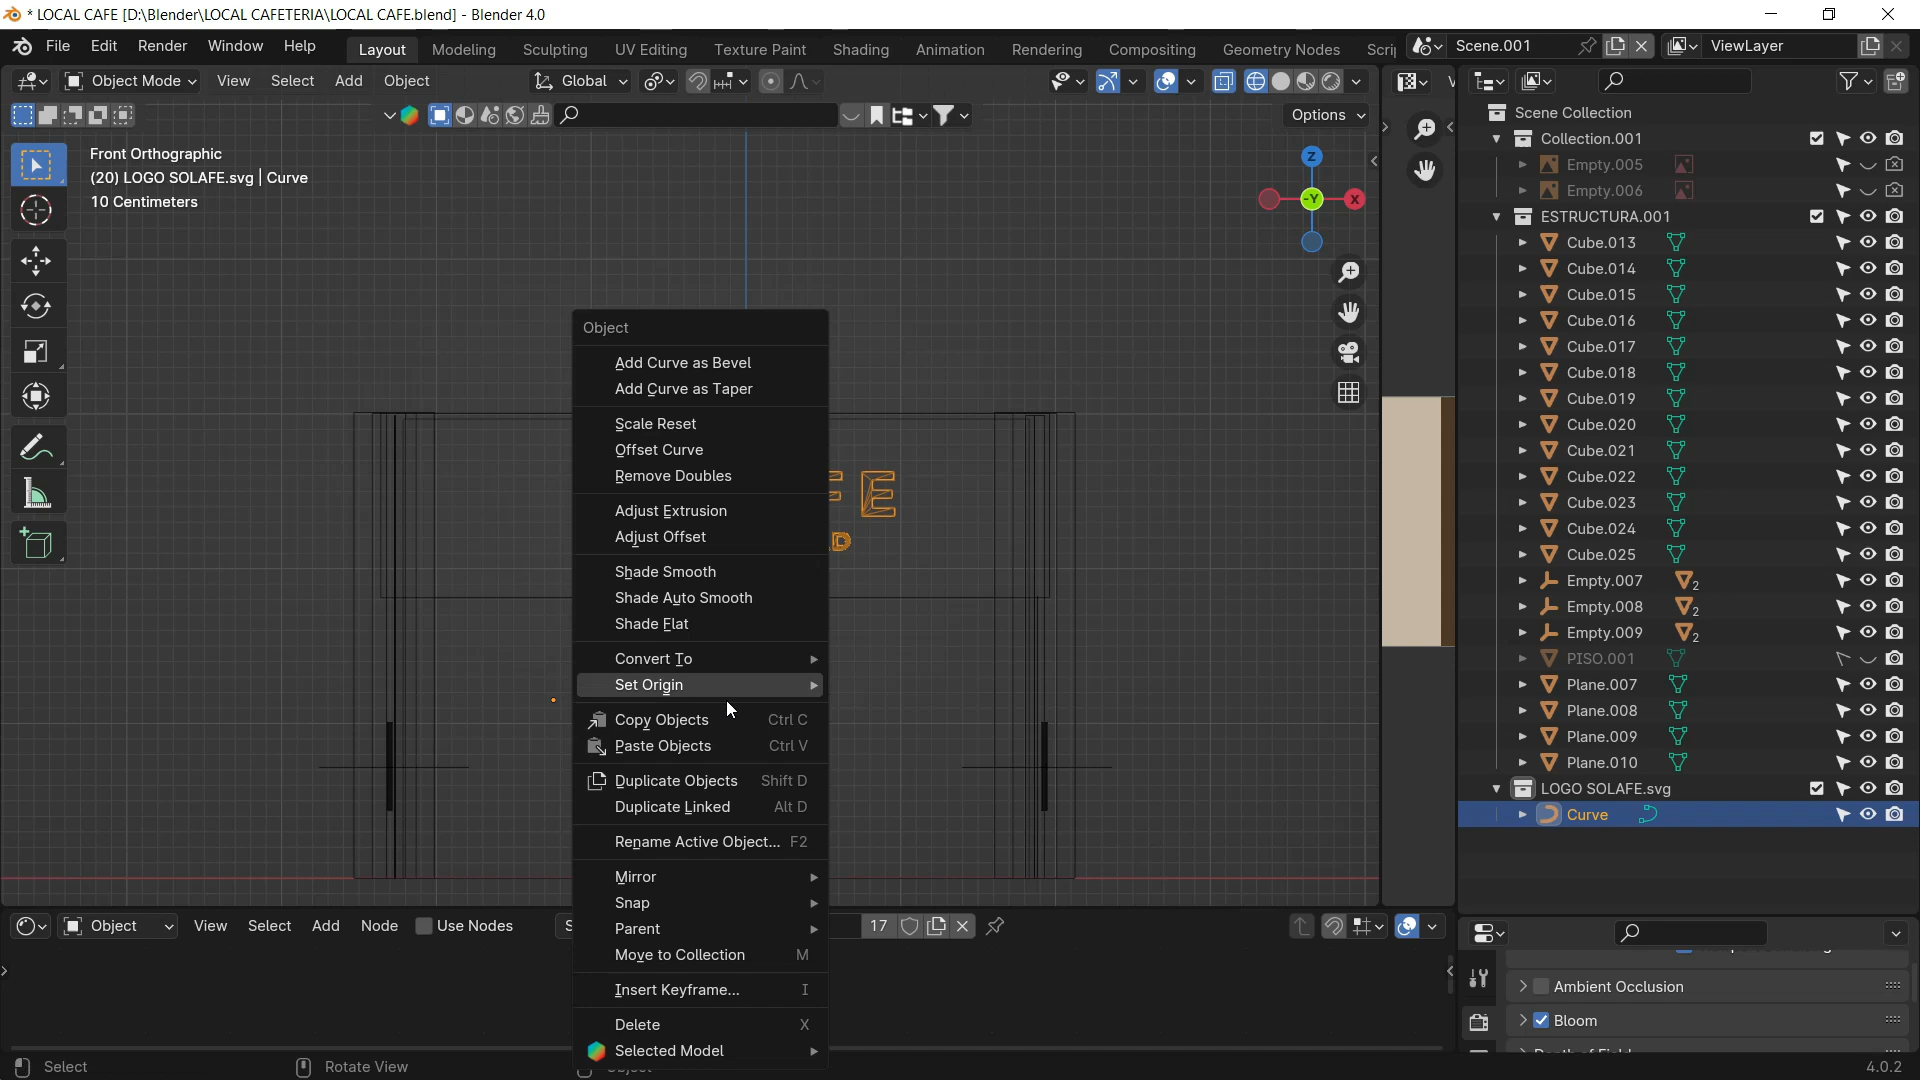 * LOCAL CAFE [D:\Blender\LOCAL CAFETERIA\LOCAL CAFE.blend] - Blender 4.0
File Edit Render Window Help
Layout Modeling Sculpting UV Editing Texture Paint Shading Animation Rendering Compositing Geometry Nodes Scri
Scene.001
ViewLayer
Object Mode View Select Add Object
Global
Options
Front Orthographic
(20) LOGO SOLAFE.svg | Curve
10 Centimeters
Z
-Y
X
E
D
Object
Add Curve as Bevel
Add Curve as Taper
Scale Reset
Offset Curve
Remove Doubles
Adjust Extrusion
Adjust Offset
Shade Smooth
Shade Auto Smooth
Shade Flat
Convert To
Set Origin
Copy Objects Ctrl C
Paste Objects Ctrl V
Duplicate Objects Shift D
Duplicate Linked Alt D
Rename Active Object... F2
Mirror
Snap
Parent
Move to Collection M
Insert Keyframe... I
Delete X
Selected Model
Scene Collection
Collection.001
Empty.005
Empty.006
ESTRUCTURA.001
Cube.013
Cube.014
Cube.015
Cube.016
Cube.017
Cube.018
Cube.019
Cube.020
Cube.021
Cube.022
Cube.023
Cube.024
Cube.025
Empty.007 2
Empty.008 2
Empty.009 2
PISO.001
Plane.007
Plane.008
Plane.009
Plane.010
LOGO SOLAFE.svg
Curve
Object View Select Add Node Use Nodes S 17
Ambient Occlusion
Bloom
Select
Rotate View
4.0.2